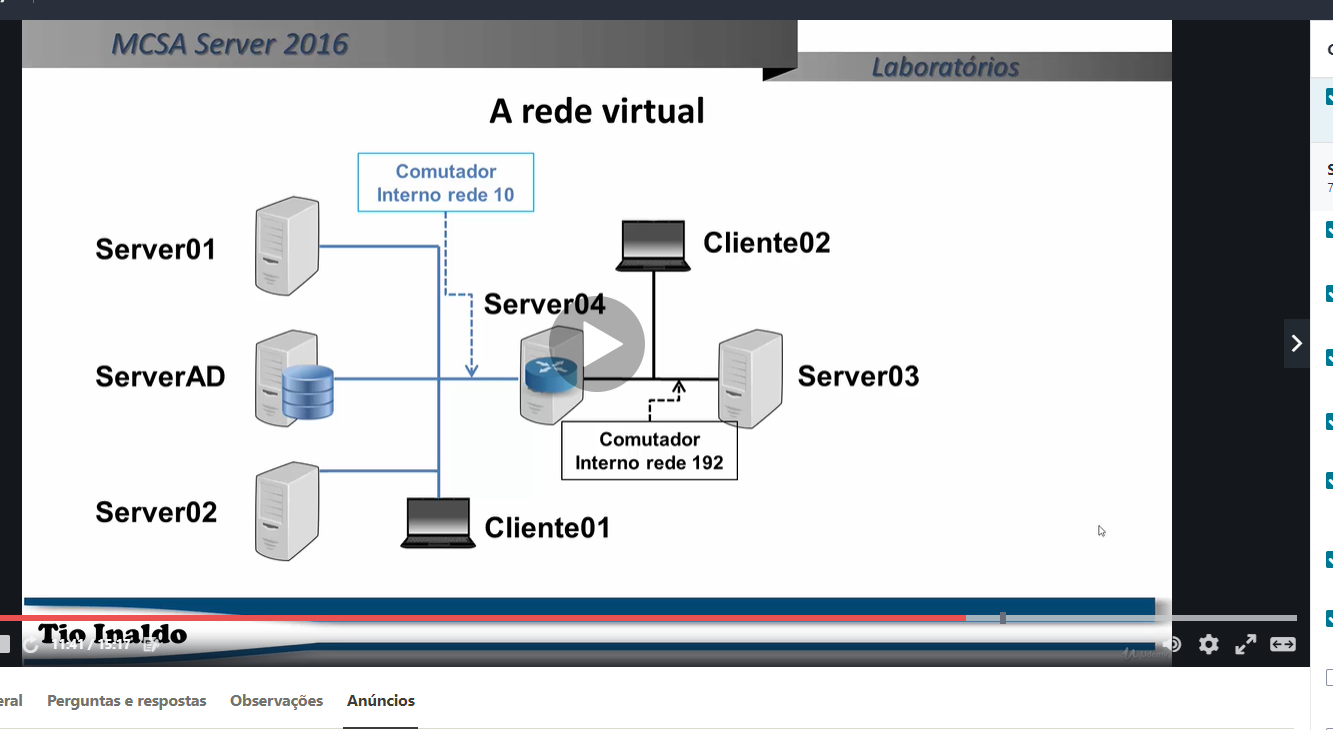 MCSA Server 2016
Laboratórios
A rede virtual
Comutador
Interno rede 10
Server01
Cliente02
Server04
ServerAD
Server03
Comutador
Interno rede 192
Server02
Cliente01
Tio Inaldo
11:41 / 15:17
Perguntas e respostas
Observações
Anúncios